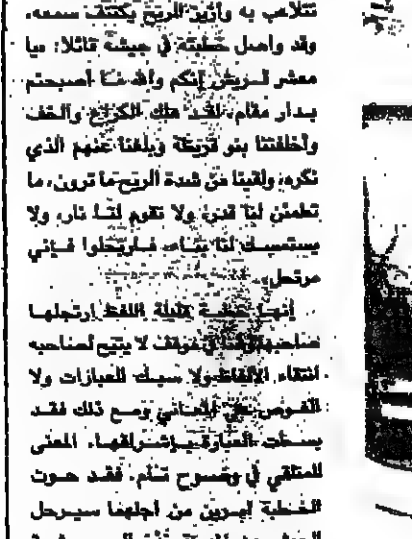 تتلاعب به وأزيز الريح يكتنف سمعه،
وقد واصل خطبته في جيشه قائلا: «يا
معشر قريش إنكم والله ما أصبحتم
بدار مقام، لقد هلك الكراع والخف
وأخلفتنا بنو قريظة وبلغنا عنهم الذي
نكره، ولقينا من شدة الريح ما ترون، ما
تطمئن لنا قدر، ولا تقوم لنا نار، ولا
يستمسك لنا بناء، فارتحلوا فإني
مرتحل».
إنها خطبة قليلة اللفظ ارتجلها
صاحبها في موقف لا يتيح لصاحبه
انتقاء الألفاظ ولا سبك العبارات ولا
الغوص على المعاني ومع ذلك فقد
بسطت العبارة بإشراقها. المعنى
للمتلقي في وضوح تام. فقد حوت
الخطبة أمرين من أجلهما سيرحل